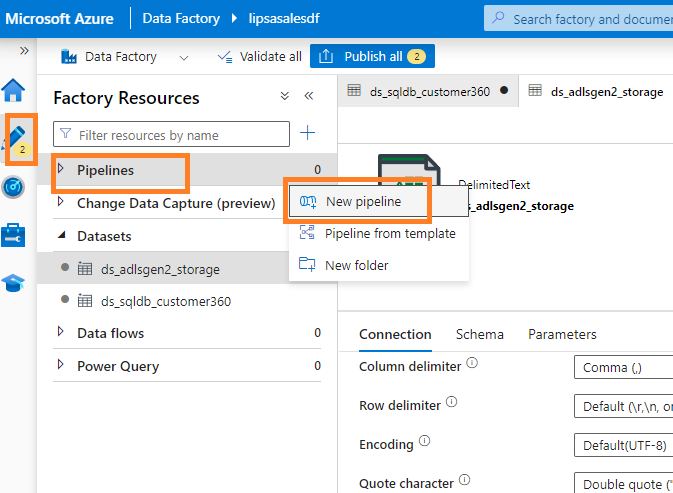 Microsoft Azure Data Factory lipsasalesdf Search factory and documen
Data Factory Validate all Publish all 2
Factory Resources
ds_sqldb_customer360 ds_adlsgen2_storage
Filter resources by name
2
Pipelines 0
DelimitedText
New pipeline
Change Data Capture (preview)
ds_adlsgen2_storage
Pipeline from template
Datasets
New folder
ds_adlsgen2_storage
ds_sqldb_customer360
Data flows 0
Connection Schema Parameters
Power Query 0
Column delimiter Comma (,)
Row delimiter Default (\r,\n, or
Encoding Default(UTF-8)
Quote character Double quote ("